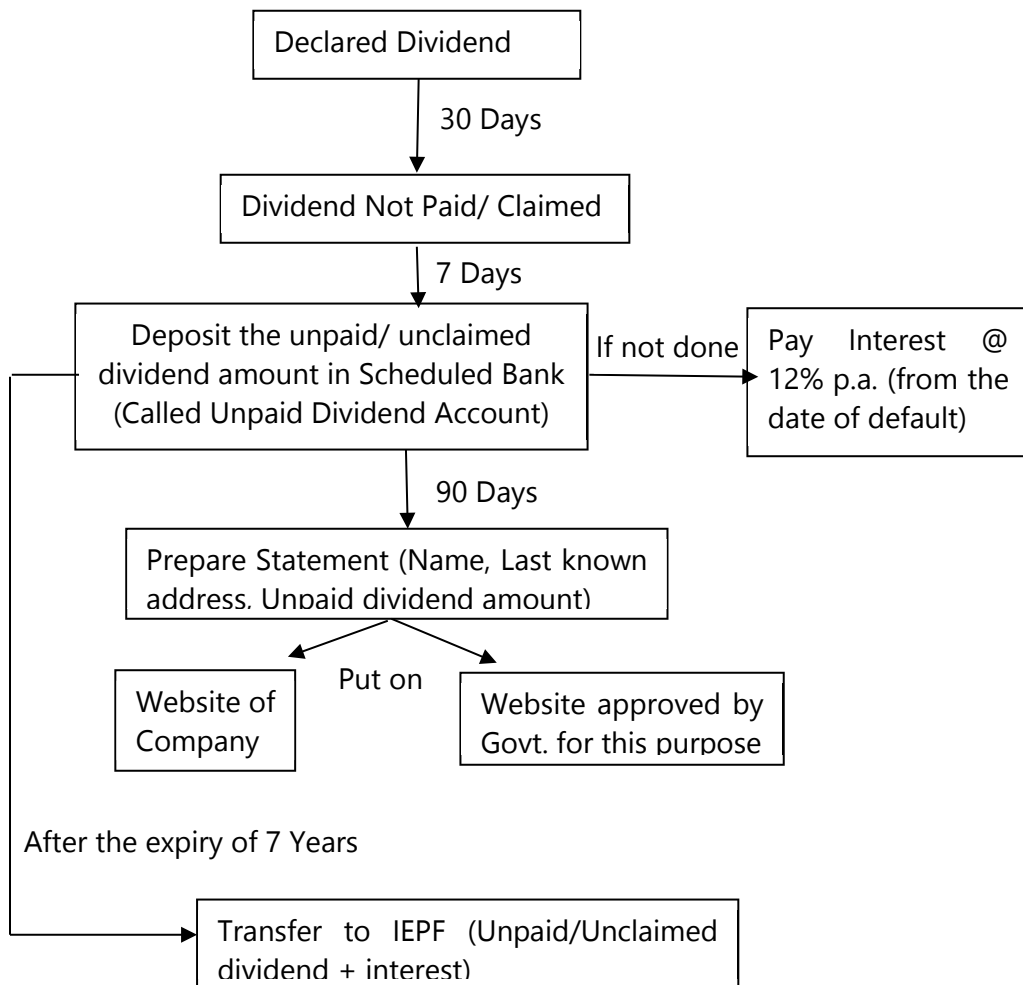 Declared Dividend
30 Days
Dividend Not Paid/ Claimed
7 Days
Deposit the unpaid/ unclaimed
dividend amount in Scheduled Bank
(Called Unpaid Dividend Account)
If not done
Pay Interest @
12% p.a. (from the
date of default)
90 Days
Prepare Statement (Name, Last known
address, Unpaid dividend amount)
Put on
Website of
Company
Website approved by
Govt. for this purpose
After the expiry of 7 Years
Transfer to IEPF (Unpaid/Unclaimed
dividend + interest)